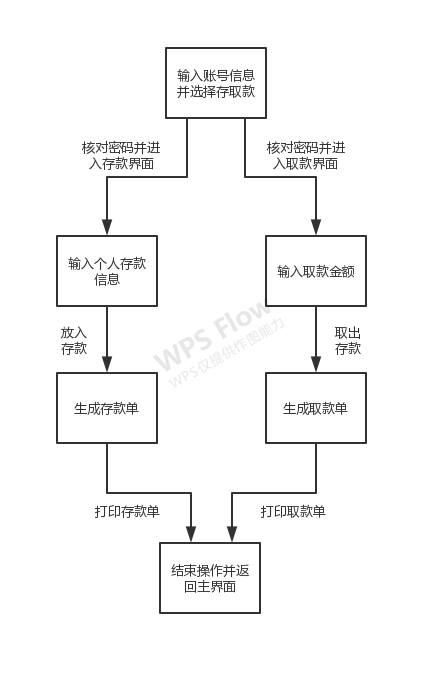 输入账号信息
并选择存取款
核对密码并进
入存款界面
核对密码并进
入取款界面
输入个人存款
信息
输入取款金额
放入
存款
取出
存款
WPS Flow
WPS仅提供作图能力
生成存款单
生成取款单
打印存款单
打印取款单
结束操作并返
回主界面